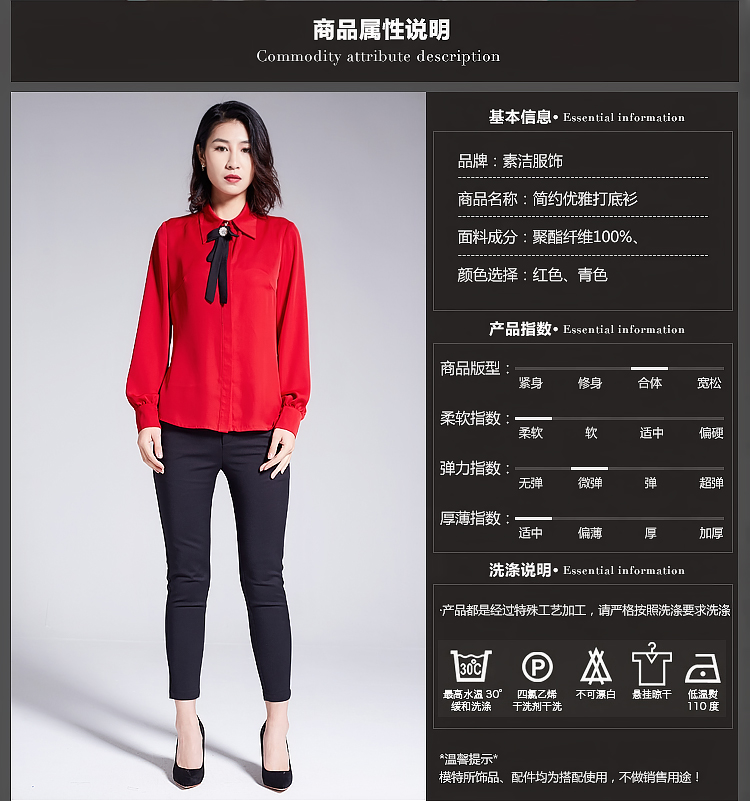 商品属性说明
Commodity attribute description
基本信息• Essential information
品牌：素洁服饰
商品名称：简约优雅打底衫
面料成分：聚酯纤维100%、
颜色选择：红色、青色
产品指数• Essential information
商品版型：
紧身 修身 合体 宽松
柔软指数：
柔软 软 适中 偏硬
弹力指数：
无弹 微弹 弹 超弹
厚薄指数：
适中 偏薄 厚 加厚
洗涤说明• Essential information
·产品都是经过特殊工艺加工，请严格按照洗涤要求洗涤
30℃ P
最高水温 30° 四氯乙烯 不可漂白 悬挂晾干 低温熨
缓和洗涤 干洗剂干洗 110 度
*温馨提示*
模特所饰品、配件均为搭配使用，不做销售用途！